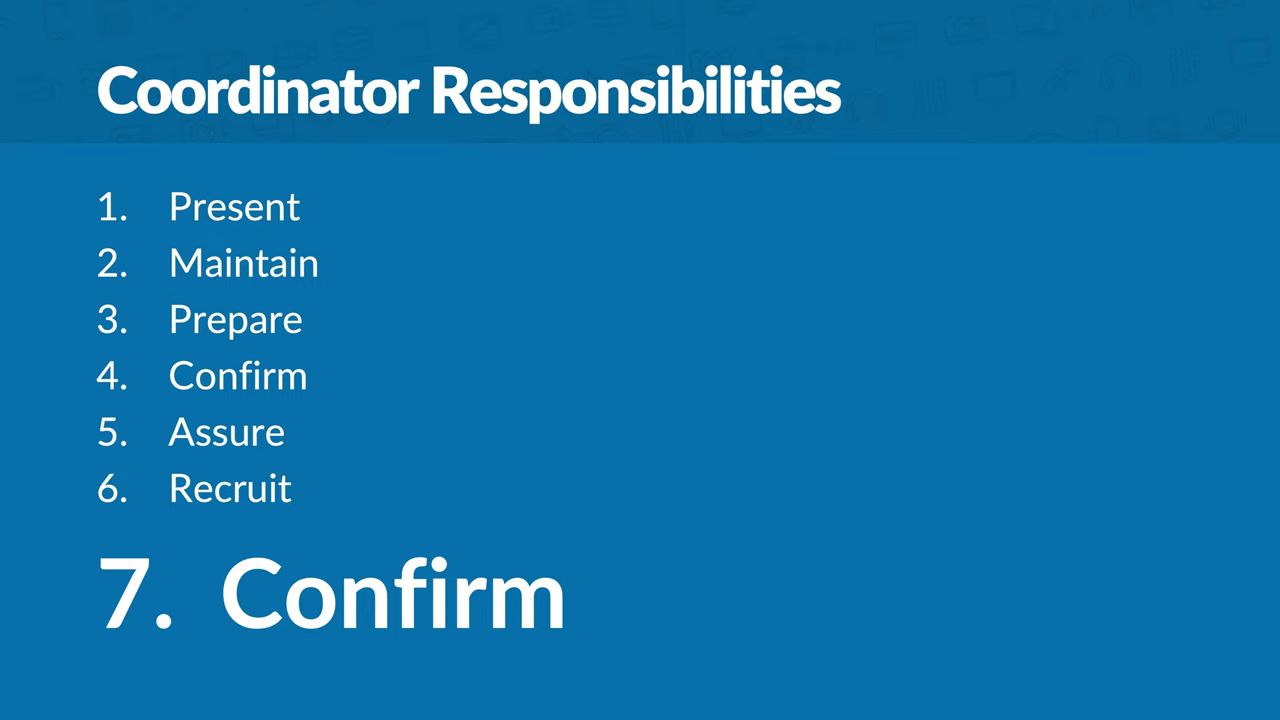 Coordinator Responsibilities
1. Present
2. Maintain
3. Prepare
4. Confirm
5. Assure
6. Recruit
7. Confirm